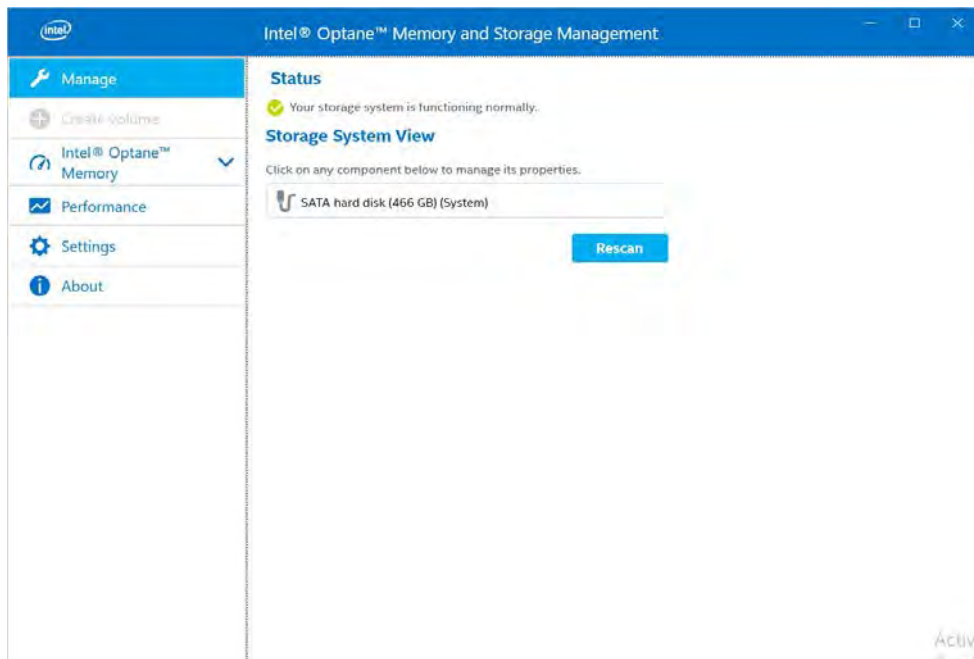 intel
Intel® Optane™ Memory and Storage Management
Manage
Create volume
Intel® Optane™
Memory
Performance
Settings
About
Status
Your storage system is functioning normally.
Storage System View
Click on any component below to manage its properties.
SATA hard disk (466 GB) (System)
Rescan
Activ